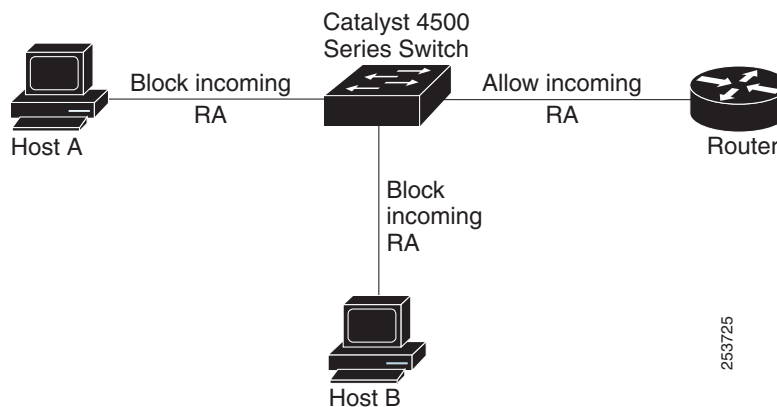 Catalyst 4500
Series Switch
Block incoming
RA
Allow incoming
RA
Host A
Router
Block
incoming
RA
Host B
253725